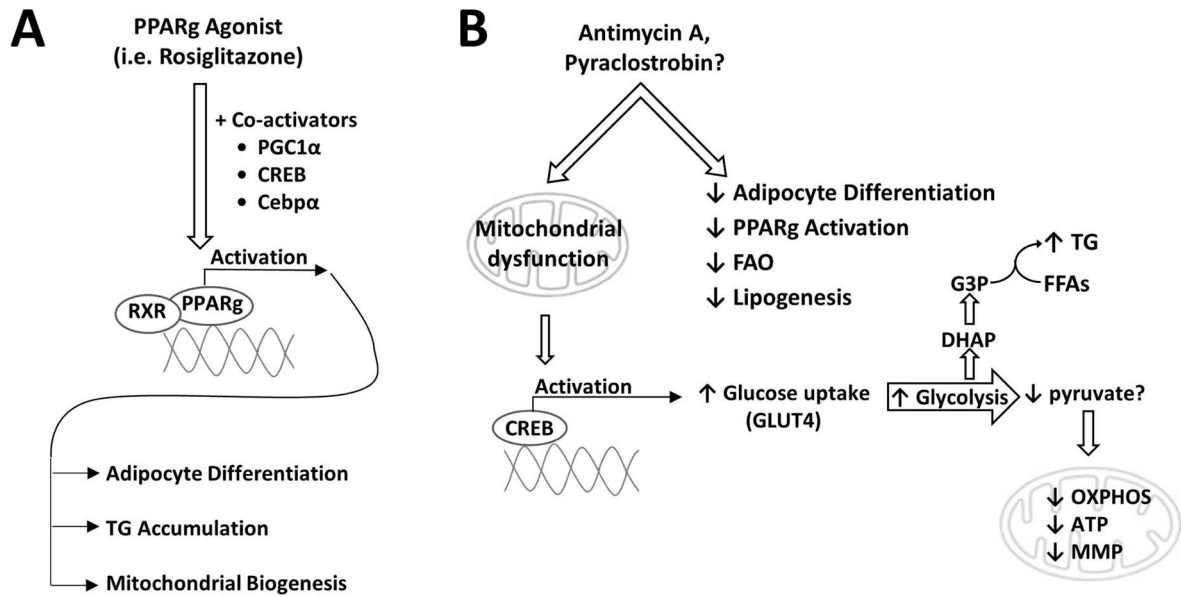 A
PPARg Agonist
(i.e. Rosiglitazone)
+ Co-activators
• PGC1α
• CREB
• Cebpα
Activation
RXR
PPARg
Adipocyte Differentiation
TG Accumulation
Mitochondrial Biogenesis
B
Antimycin A,
Pyraclostrobin?
Mitochondrial
dysfunction
↓ Adipocyte Differentiation
↓ PPARg Activation
↓ FAO
↓ Lipogenesis
↑ TG
G3P
FFAs
DHAP
Activation
CREB
↑ Glucose uptake
(GLUT4)
↑ Glycolysis
↓ pyruvate?
↓ OXPHOS
↓ ATP
↓ MMP